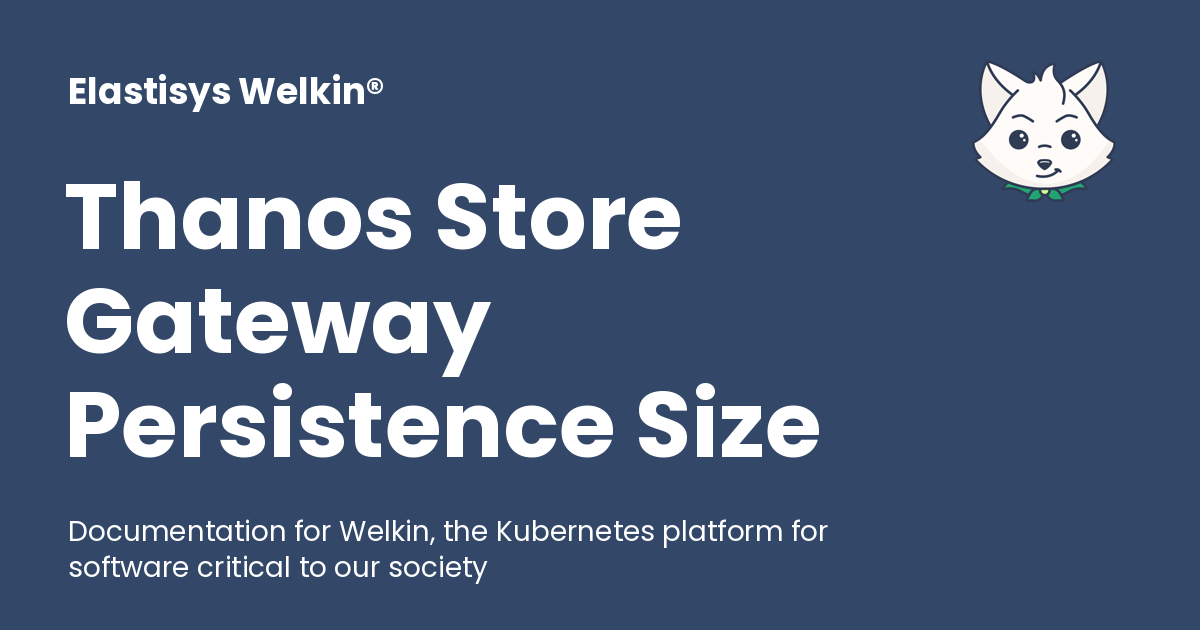 Elastisys Welkin®
Thanos Store
Gateway
Persistence Size
Documentation for Welkin, the Kubernetes platform for
software critical to our society